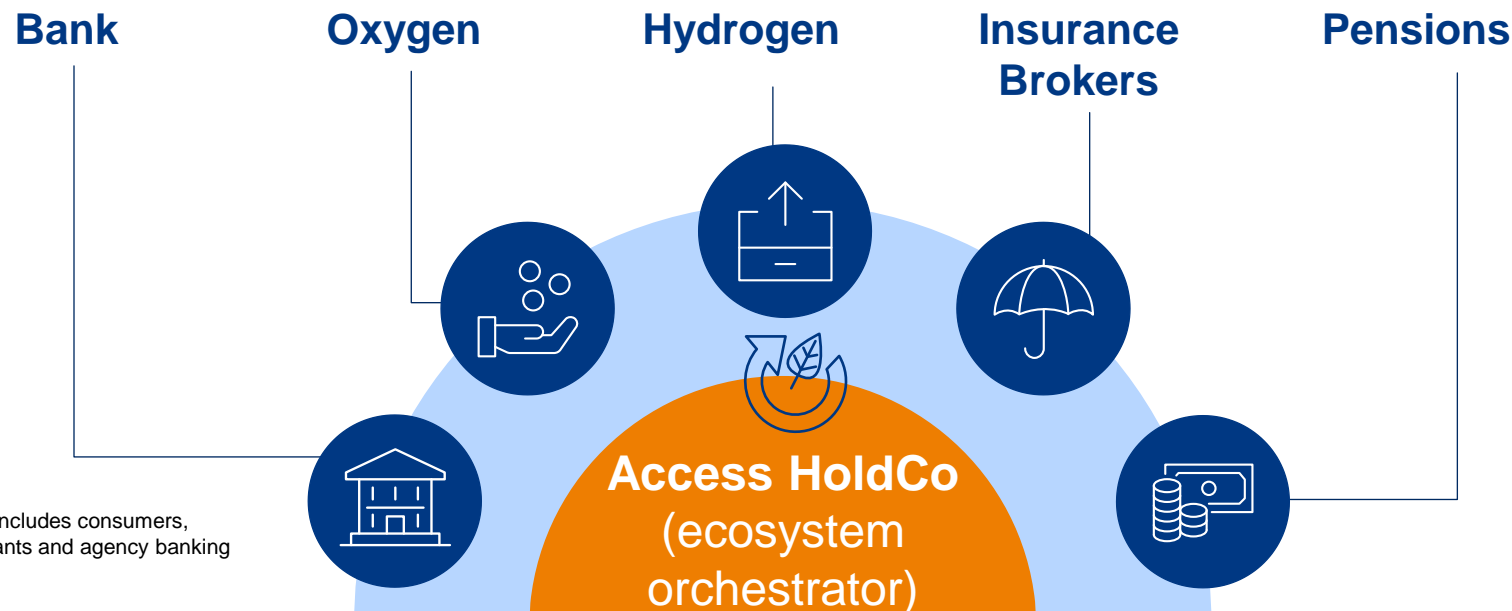 Bank
Oxygen
Hydrogen
Insurance
Brokers
Pensions
Access HoldCo
(ecosystem
orchestrator)
ncludes consumers,
ants and agency banking